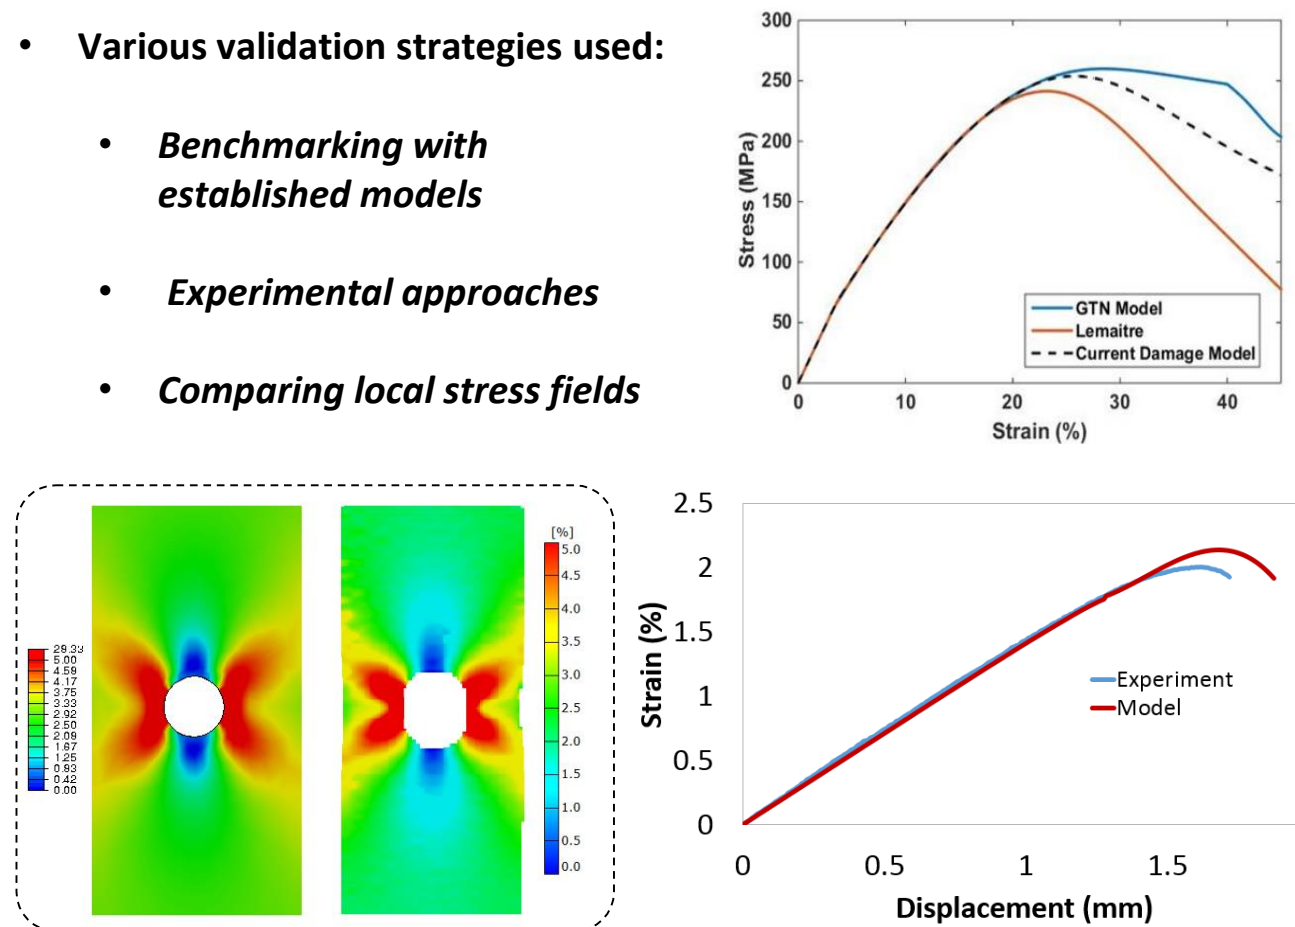 • Various validation strategies used:
• Benchmarking with
established models
• Experimental approaches
• Comparing local stress fields
300
250
200
150
100
50
0
Stress (MPa)
GTN Model
Lemaitre
Current Damage Model
0 10 20 30 40
Strain (%)
29.33
5.00
4.59
4.17
3.75
3.33
2.92
2.50
2.09
1.67
1.25
0.83
0.42
0.00
[%]
5.0
4.5
4.0
3.5
3.0
2.5
2.0
1.5
1.0
0.5
0.0
2.5
2
1.5
1
0.5
0
Strain (%)
Experiment
Model
0 0.5 1 1.5
Displacement (mm)